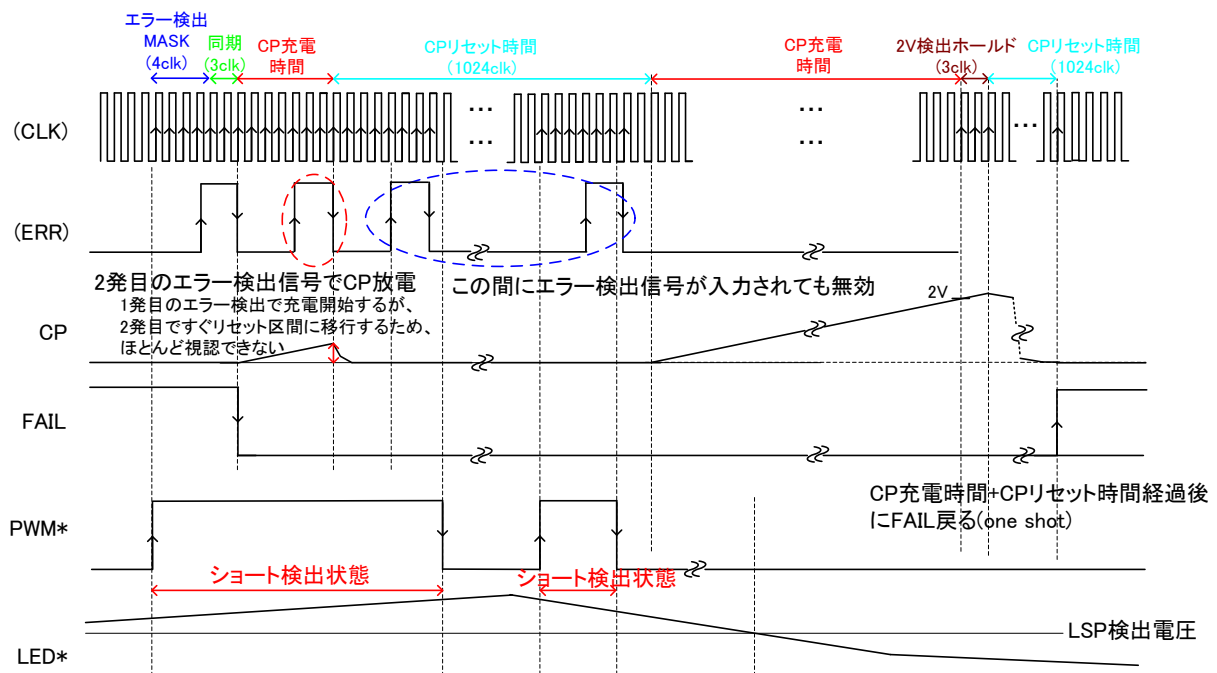 エラー検出
MASK
(4clk)
同期
(3clk)
CP充電
時間
CPリセット時間
(1024clk)
CP充電
時間
2V検出ホールド
(3clk)
CPリセット時間
(1024clk)
(CLK)
...
...
...
...
...
(ERR)
2発目のエラー検出信号でCP放電
1発目のエラー検出で充電開始するが、
2発目ですぐリセット区間に移行するため、
ほとんど視認できない
この間にエラー検出信号が入力されても無効
2V
CP
FAIL
CP充電時間+CPリセット時間経過後
にFAIL戻る(one shot)
PWM*
ショート検出状態
ショート検出状態
LSP検出電圧
LED*